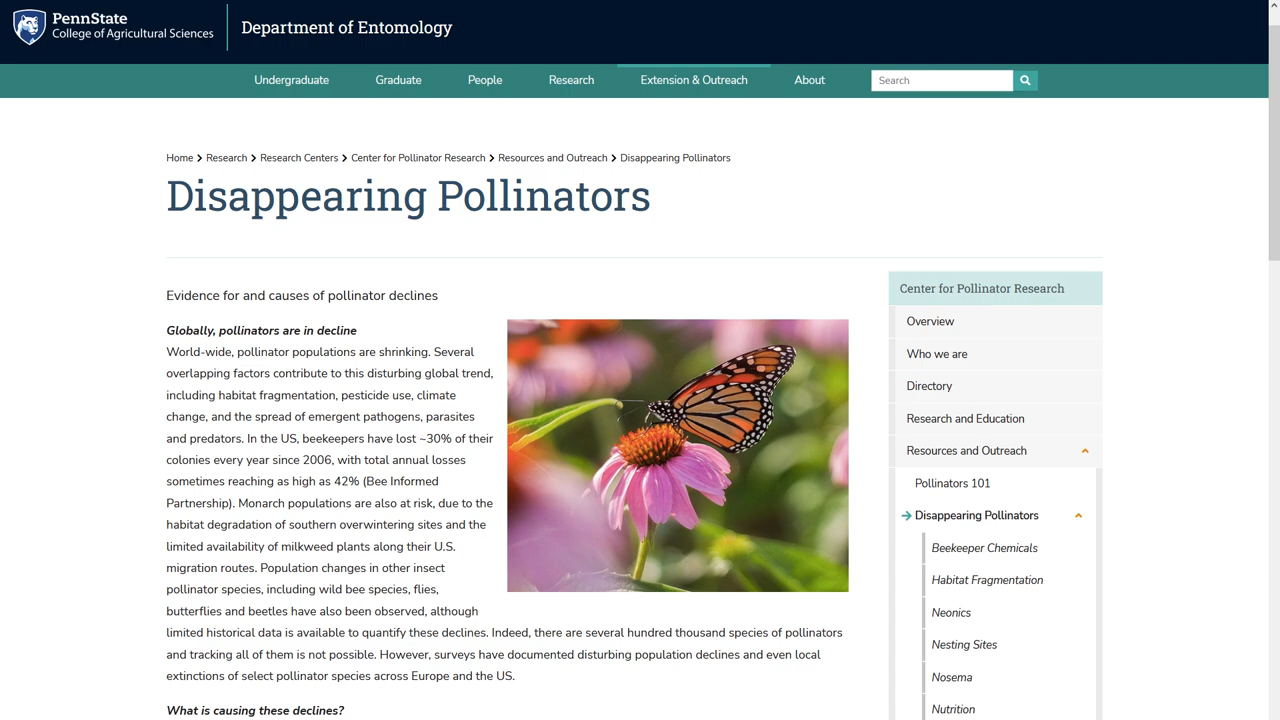 PennState
College of Agricultural Sciences
Department of Entomology
Undergraduate
Graduate
People
Research
Extension & Outreach
About
Search
Home
Research
Research Centers
Center for Pollinator Research
Resources and Outreach
Disappearing Pollinators
Disappearing Pollinators
Evidence for and causes of pollinator declines
Globally, pollinators are in decline
World-wide, pollinator populations are shrinking. Several
overlapping factors contribute to this disturbing global trend,
including habitat fragmentation, pesticide use, climate
change, and the spread of emergent pathogens, parasites
and predators. In the US, beekeepers have lost ~30% of their
colonies every year since 2006, with total annual losses
sometimes reaching as high as 42% (Bee Informed
Partnership). Monarch populations are also at risk, due to the
habitat degradation of southern overwintering sites and the
limited availability of milkweed plants along their U.S.
migration routes. Population changes in other insect
pollinator species, including wild bee species, flies,
butterflies and beetles have also been observed, although
limited historical data is available to quantify these declines. Indeed, there are several hundred thousand species of pollinators
and tracking all of them is not possible. However, surveys have documented disturbing population declines and even local
extinctions of select pollinator species across Europe and the US.
What is causing these declines?
Center for Pollinator Research
Overview
Who we are
Directory
Research and Education
Resources and Outreach
Pollinators 101
Disappearing Pollinators
Beekeeper Chemicals
Habitat Fragmentation
Neonics
Nesting Sites
Nosema
Nutrition